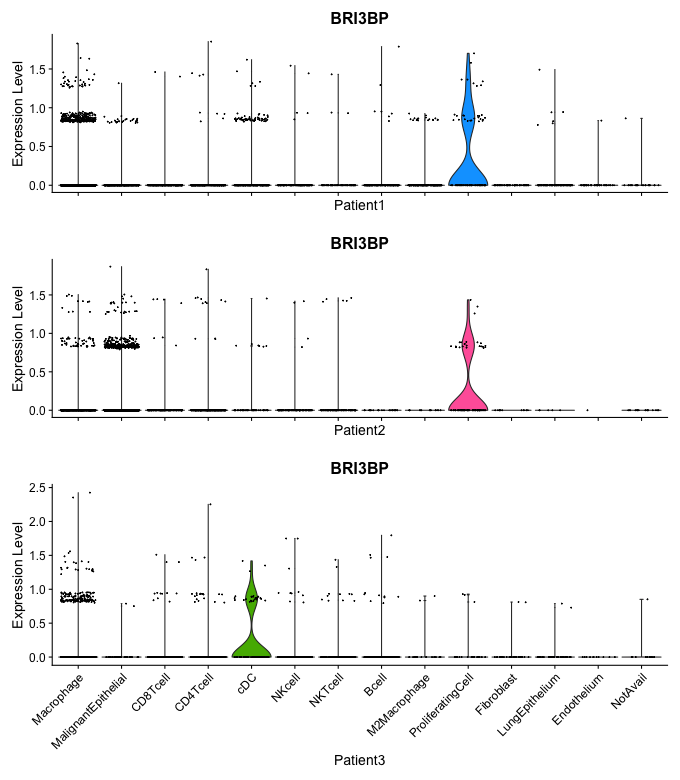 BRI3BP
Expression Level
1.5
1.0
0.5
0.0
Patient1
BRI3BP
Expression Level
1.5
1.0
0.5
0.0
Patient2
BRI3BP
Expression Level
2.5
2.0
1.5
1.0
0.5
0.0
Macrophage
MalignantEpithelial
CD8Tcell
CD4Tcell
cDC
NKcell
NKTcell
Bcell
M2Macrophage
ProliferatingCell
Fibroblast
LungEpithelium
Endothelium
NotAvail
Patient3